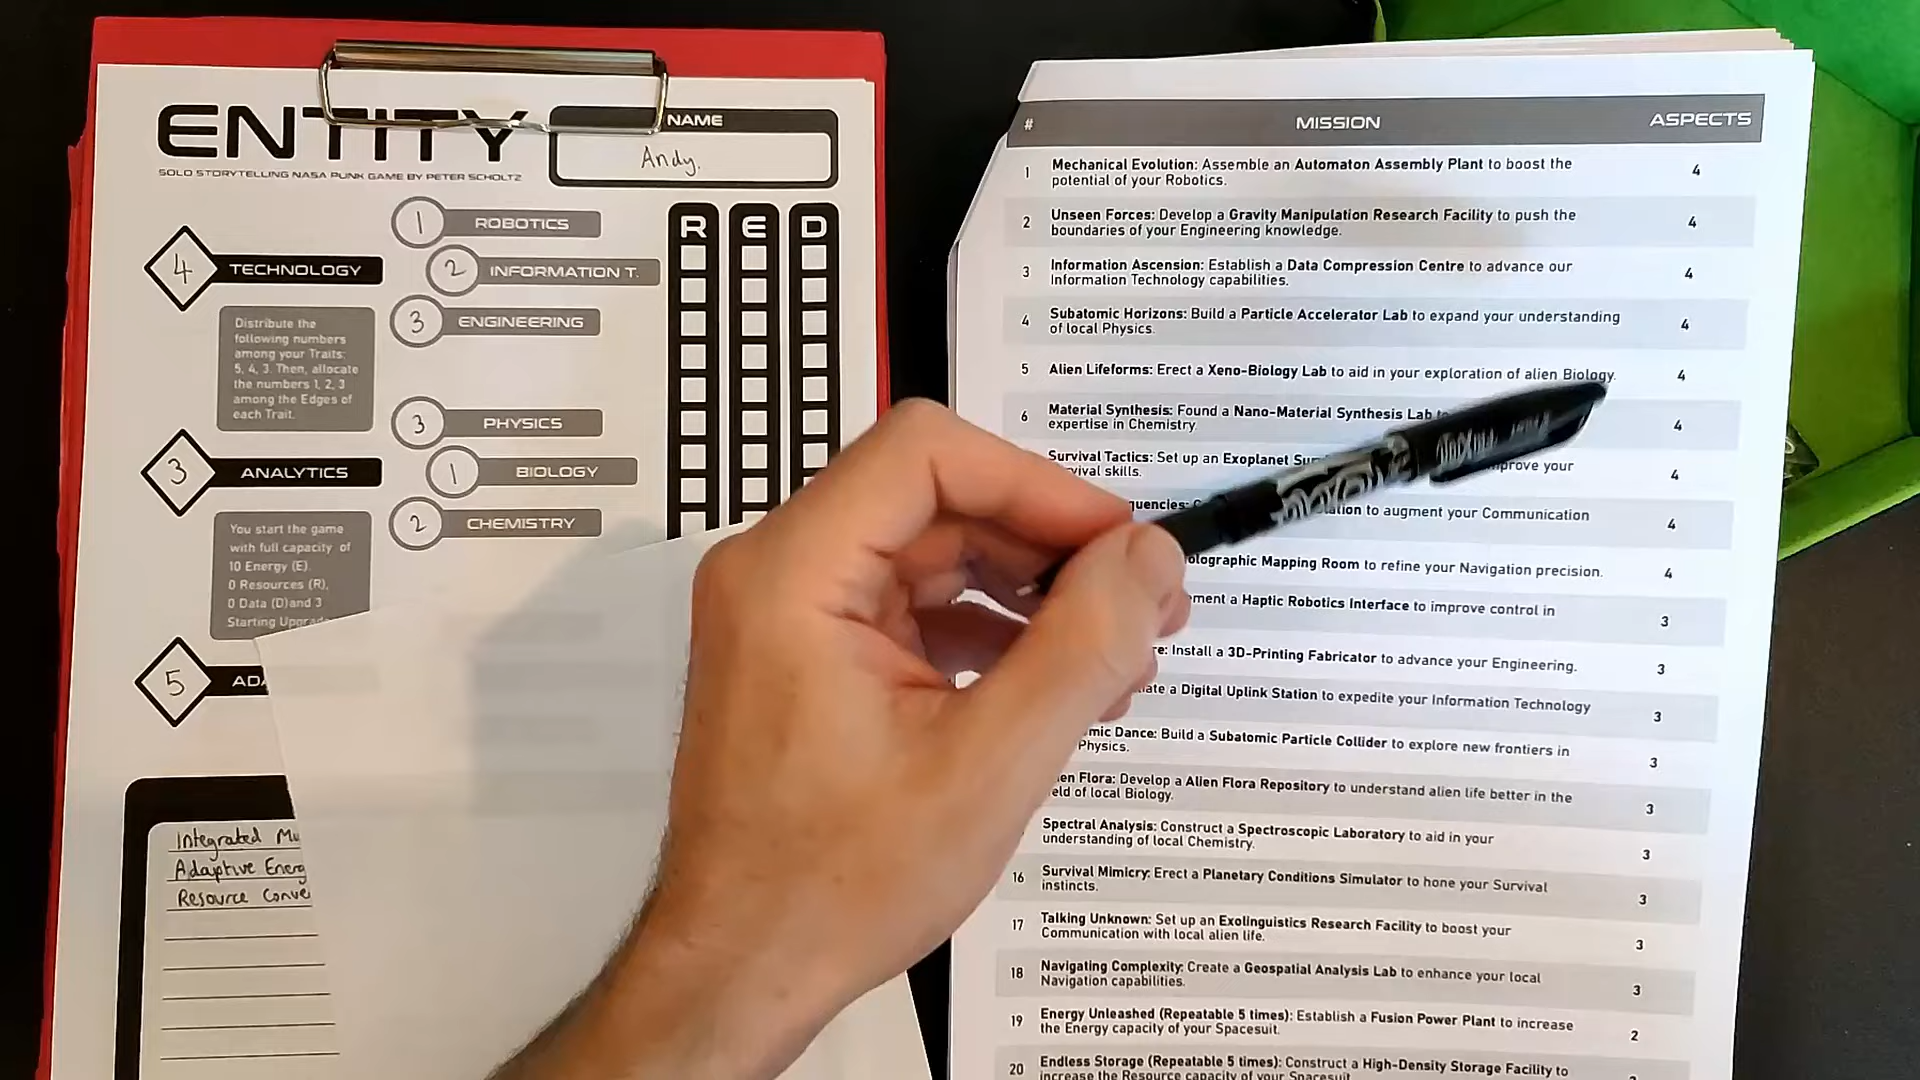 ENTITY
SOLO STORYTELLING NASA PUNK GAME BY PETER SCHOLTZ
NAME
Andy.
R E D
4 TECHNOLOGY
1 ROBOTICS
2 INFORMATION T.
3 ENGINEERING
Distribute the
following numbers
among your Traits:
5, 4, 3. Then, allocate
the numbers 1, 2, 3
among the Edges of
each Trait.
3 ANALYTICS
3 PHYSICS
1 BIOLOGY
2 CHEMISTRY
You start the game
with full capacity of
10 Energy (E)
0 Resources (R),
0 Data (D)and 3
Starting
5
Integrated
Adaptive
Resource
# MISSION ASPECTS
1 Mechanical Evolution: Assemble an Automaton Assembly Plant to boost the 4
potential of your Robotics.
2 Unseen Forces: Develop a Gravity Manipulation Research Facility to push the 4
boundaries of your Engineering knowledge.
3 Information Ascension: Establish a Data Compression Centre to advance our 4
Information Technology capabilities.
4 Subatomic Horizons: Build a Particle Accelerator Lab to expand your understanding 4
of local Physics.
5 Alien Lifeforms: Erect a Xeno-Biology Lab to aid in your exploration of alien Biology. 4
6 Material Synthesis: Found a Nano-Material Synthesis Lab 4
expertise in Chemistry.
Survival Tactics: Set up an Exoplanet your 4
skills.
to augment your Communication 4
Mapping Room to refine your Navigation precision. 4
a Haptic Robotics Interface to improve control in 3
Install a 3D-Printing Fabricator to advance your Engineering. 3
a Digital Uplink Station to expedite your Information Technology 3
Dance: Build a Subatomic Particle Collider to explore new frontiers in 3
Physics.
Flora: Develop a Alien Flora Repository to understand alien life better in the 3
of local Biology.
Spectral Analysis: Construct a Spectroscopic Laboratory to aid in your 3
understanding of local Chemistry.
16 Survival Mimicry: Erect a Planetary Conditions Simulator to hone your Survival 3
instincts.
17 Talking Unknown: Set up an Exolinguistics Research Facility to boost your 3
Communication with local alien life.
18 Navigating Complexity: Create a Geospatial Analysis Lab to enhance your local 3
Navigation capabilities.
19 Energy Unleashed (Repeatable 5 times): Establish a Fusion Power Plant to increase 2
the Energy capacity of your Spacesuit.
20 Endless Storage (Repeatable 5 times): Construct a High-Density Storage Facility to
increase the Resource capacity of your Spacesuit.